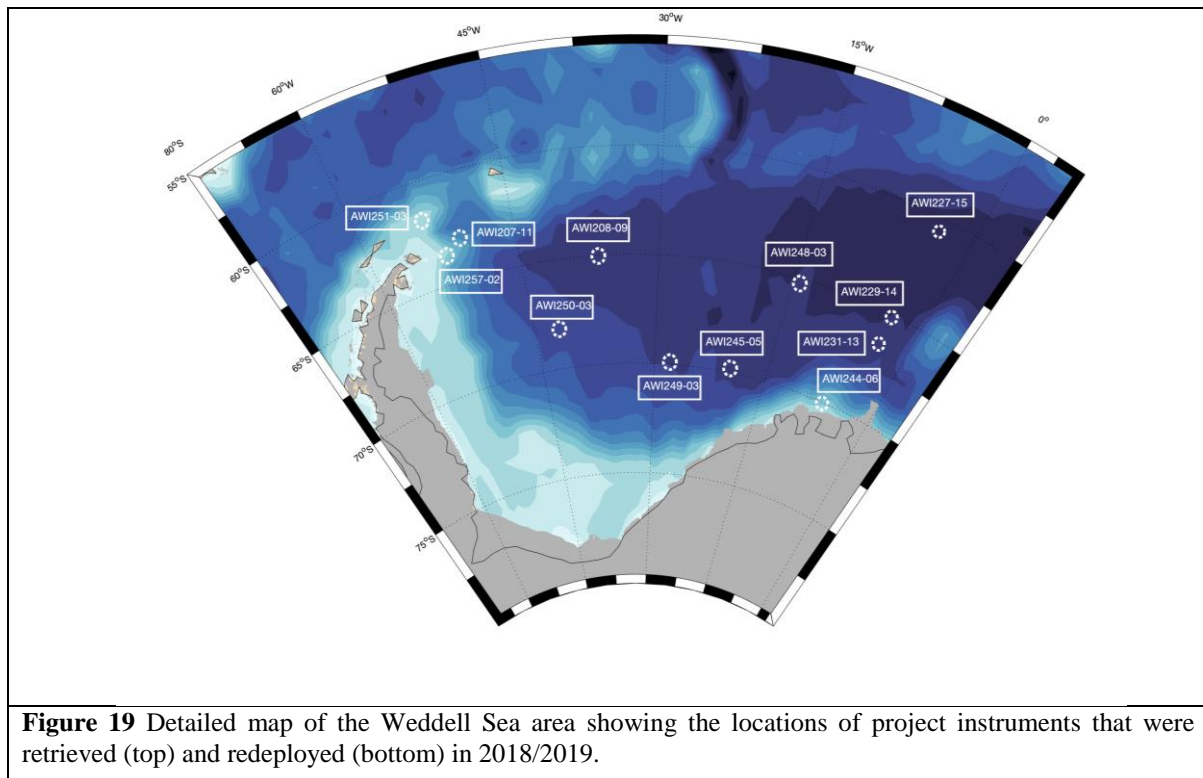 30°W
45°W
15°W
60°W
0°
80°S
55°S
AWI227-15
AWI251-03
AWI207-11
AWI208-09
AWI248-03
60°S
AWI257-02
AWI229-14
AWI250-03
AWI231-13
AWI245-05
65°S
AWI249-03
AWI244-06
70°S
75°S
Figure 19 Detailed map of the Weddell Sea area showing the locations of project instruments that were
retrieved (top) and redeployed (bottom) in 2018/2019.